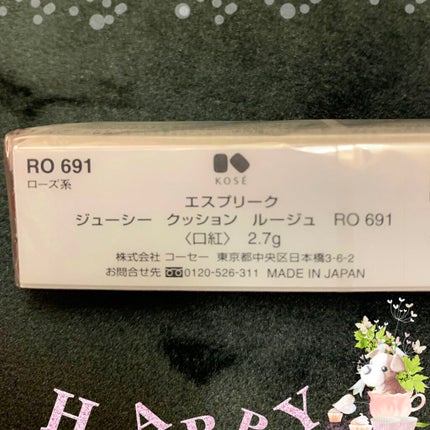 RO 691
ローズ系
KOSÉ
エスプリーク
ジューシー クッション ルージュ RO 691
〈口紅〉 2.7g
株式会社 コーセー 東京都中央区日本橋3-6-2
お問合せ先 0120-526-311 MADE IN JAPAN
HAPPY